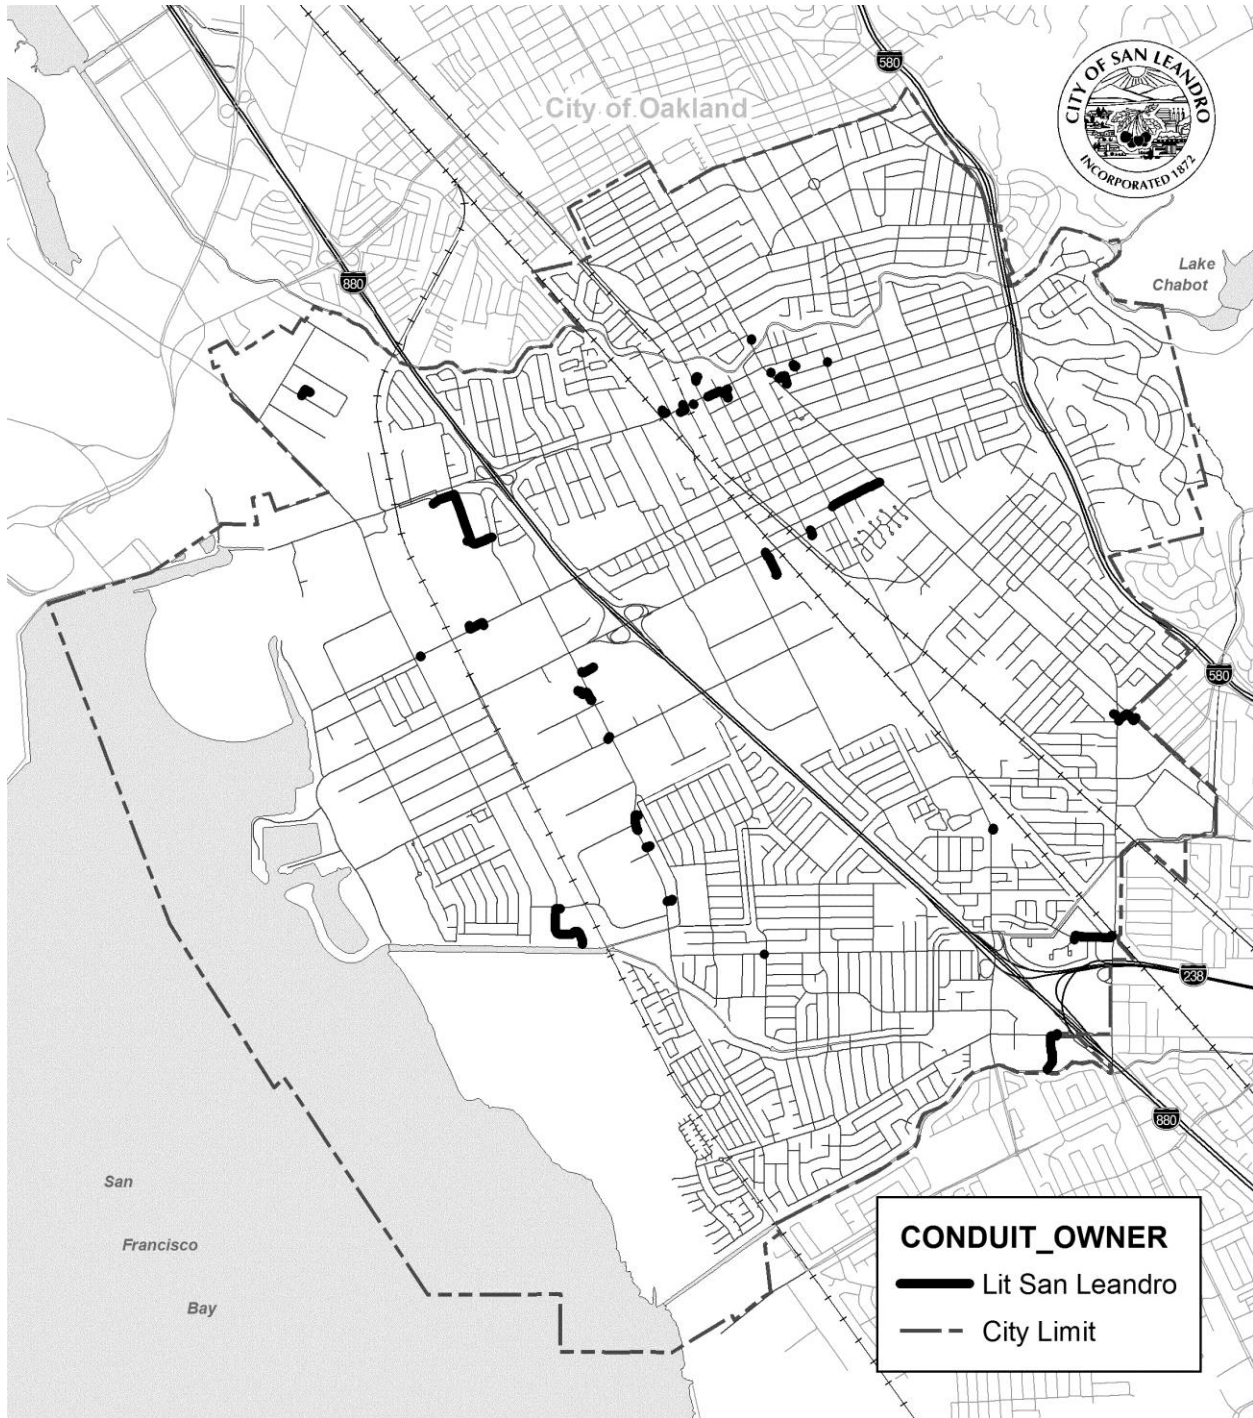 580
CITY OF SAN LEANDRO
INCORPORATED 1872
City of Oakland
880
Lake
Chabot
580
238
880
San
Francisco
Bay
CONDUIT_OWNER
Lit San Leandro
City Limit